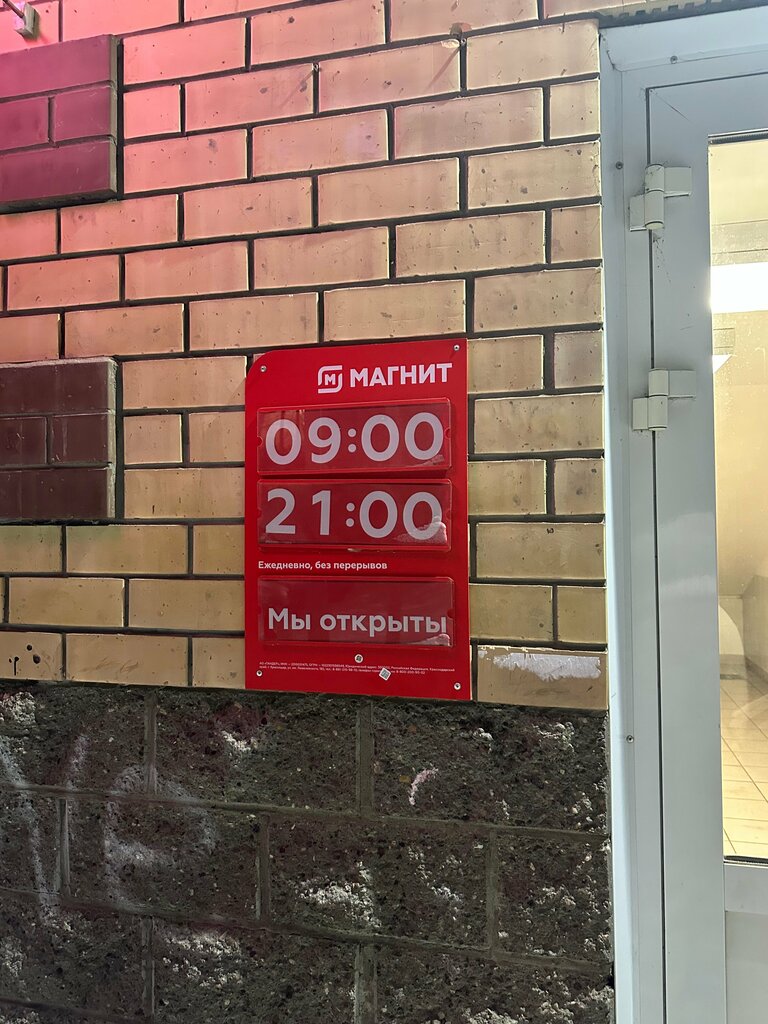 МАГНИТ
09:00
21:00
Ежедневно, без перерывов
Мы открыты